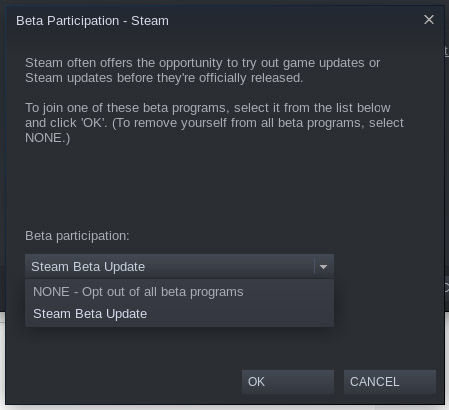 Beta Participation - Steam
Steam often offers the opportunity to try out game updates or
Steam updates before they're officially released.
To join one of these beta programs, select it from the list below
and click 'OK'. (To remove yourself from all beta programs, select
NONE.)
Beta participation:
Steam Beta Update
NONE - Opt out of all beta programs
Steam Beta Update
OK
CANCEL